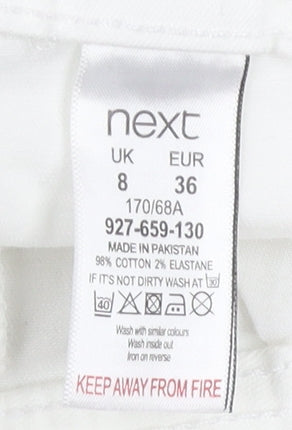 next
UK EUR
8 36
170/68A
927-659-130
MADE IN PAKISTAN
98% COTTON 2% ELASTANE
IF IT'S NOT DIRTY WASH AT 30
40
Wash with similar colours
Wash inside out
Iron on reverse
KEEP AWAY FROM FIRE